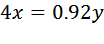 4x = 0.92y